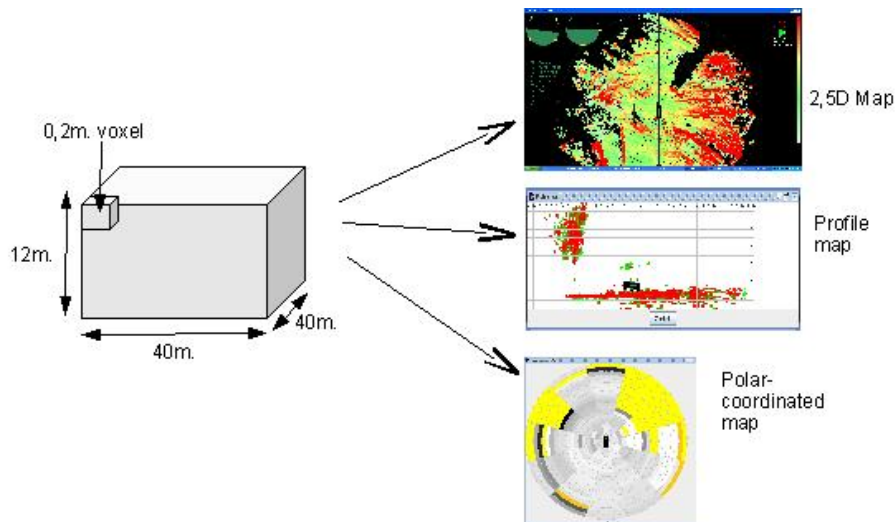 0,2m. voxel
12m.
40m.
40m.
2,5D Map
Profile
map
Polar-
coordinated
map